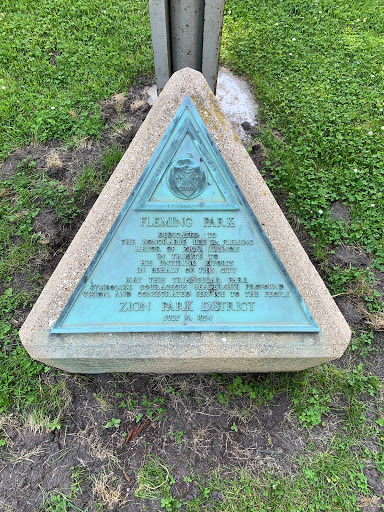 FLEMING PARK
DEDICATED TO
THE HONORABLE FLEMING
MAYOR OF ZION, ILLINOIS
IN TRIBUTE TO
HIS UNTIRING EFFORTS
IN BEHALF OF THE CITY
MAY THIS TRIANGULAR PARK
SYMBOLIZE COURAGEOUS LEADERSHIP, PROFOUND
VISION, AND CONSECRATED SERVICE TO THE PEOPLE
ZION PARK DISTRICT
JULY